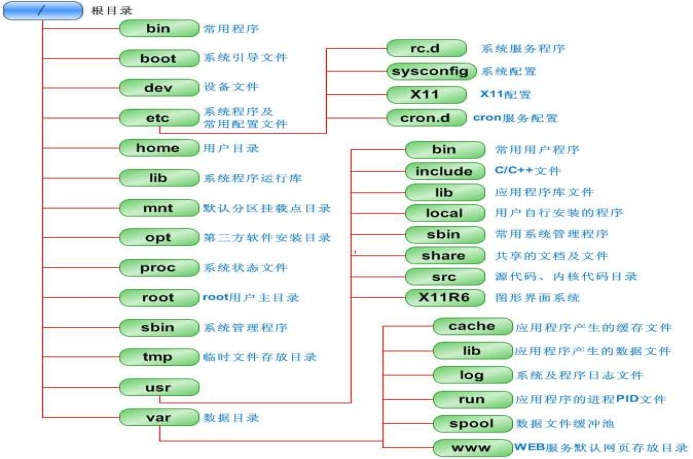 / 根目录
bin 常用程序
boot 系统引导文件
dev 设备文件
etc 系统程序及
常用配置文件
home 用户目录
lib 系统程序运行库
mnt 默认分区挂载点目录
opt 第三方软件安装目录
proc 系统状态文件
root root用户主目录
sbin 系统管理程序
tmp 临时文件存放目录
usr
var 数据目录
rc.d 系统服务程序
sysconfig 系统配置
X11 X11配置
cron.d cron服务配置
bin 常用用户程序
include C/C++文件
lib 应用程序库文件
local 用户自行安装的程序
sbin 常用系统管理程序
share 共享的文档及文件
src 源代码、内核代码目录
X11R6 图形界面系统
cache 应用程序产生的缓存文件
lib 应用程序产生的数据文件
log 系统及程序日志文件
run 应用程序的进程PID文件
spool 数据文件缓冲池
www WEB服务默认网页存放目录